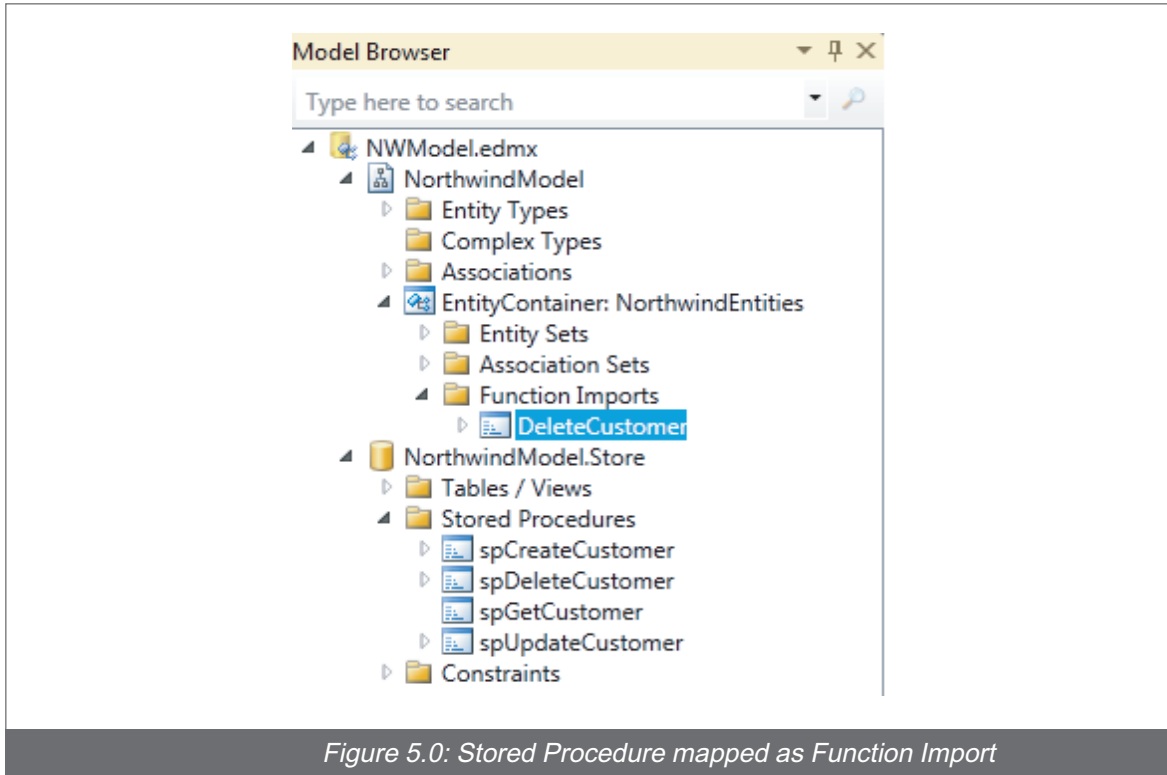 Model Browser
Type here to search
NWModel.edmx
NorthwindModel
Entity Types
Complex Types
Associations
EntityContainer: NorthwindEntities
Entity Sets
Association Sets
Function Imports
DeleteCustomer
NorthwindModel.Store
Tables / Views
Stored Procedures
spCreateCustomer
spDeleteCustomer
spGetCustomer
spUpdateCustomer
Constraints
Figure 5.0: Stored Procedure mapped as Function Import